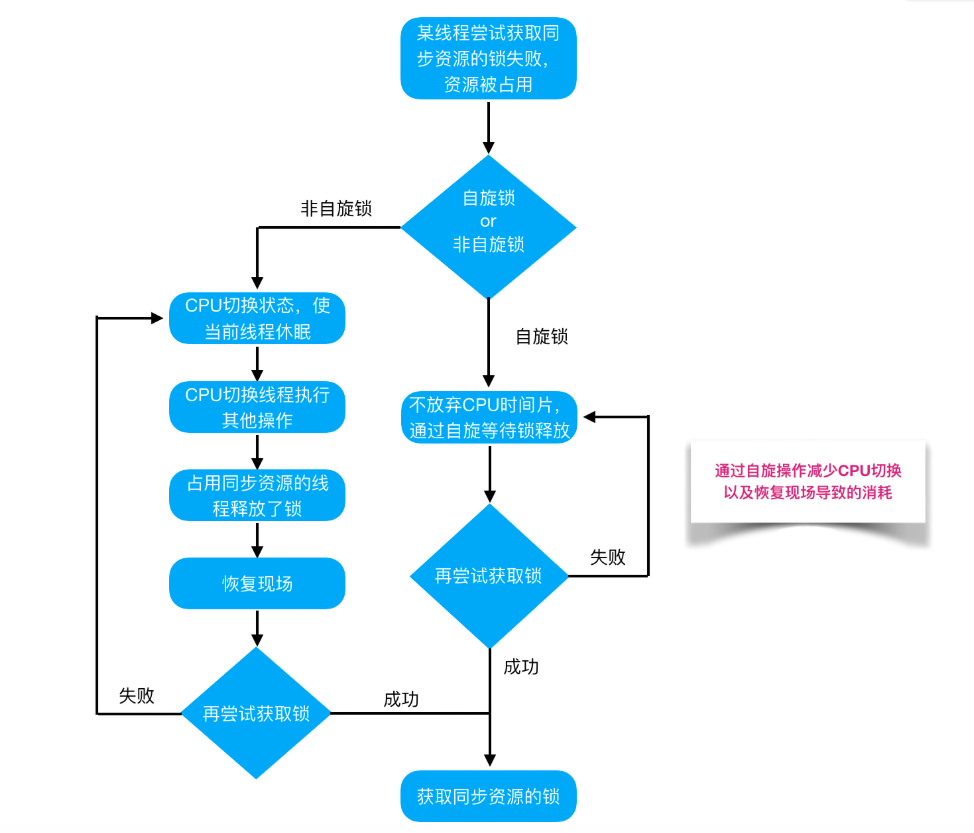 某线程尝试获取同
步资源的锁失败，
资源被占用
自旋锁
or
非自旋锁
非自旋锁
CPU切换状态，使
当前线程休眠
CPU切换线程执行
其他操作
占用同步资源的线
程释放了锁
恢复现场
再尝试获取锁
失败
成功
自旋锁
不放弃CPU时间片，
通过自旋等待锁释放
再尝试获取锁
失败
成功
获取同步资源的锁
通过自旋操作减少CPU切换
以及恢复现场导致的消耗